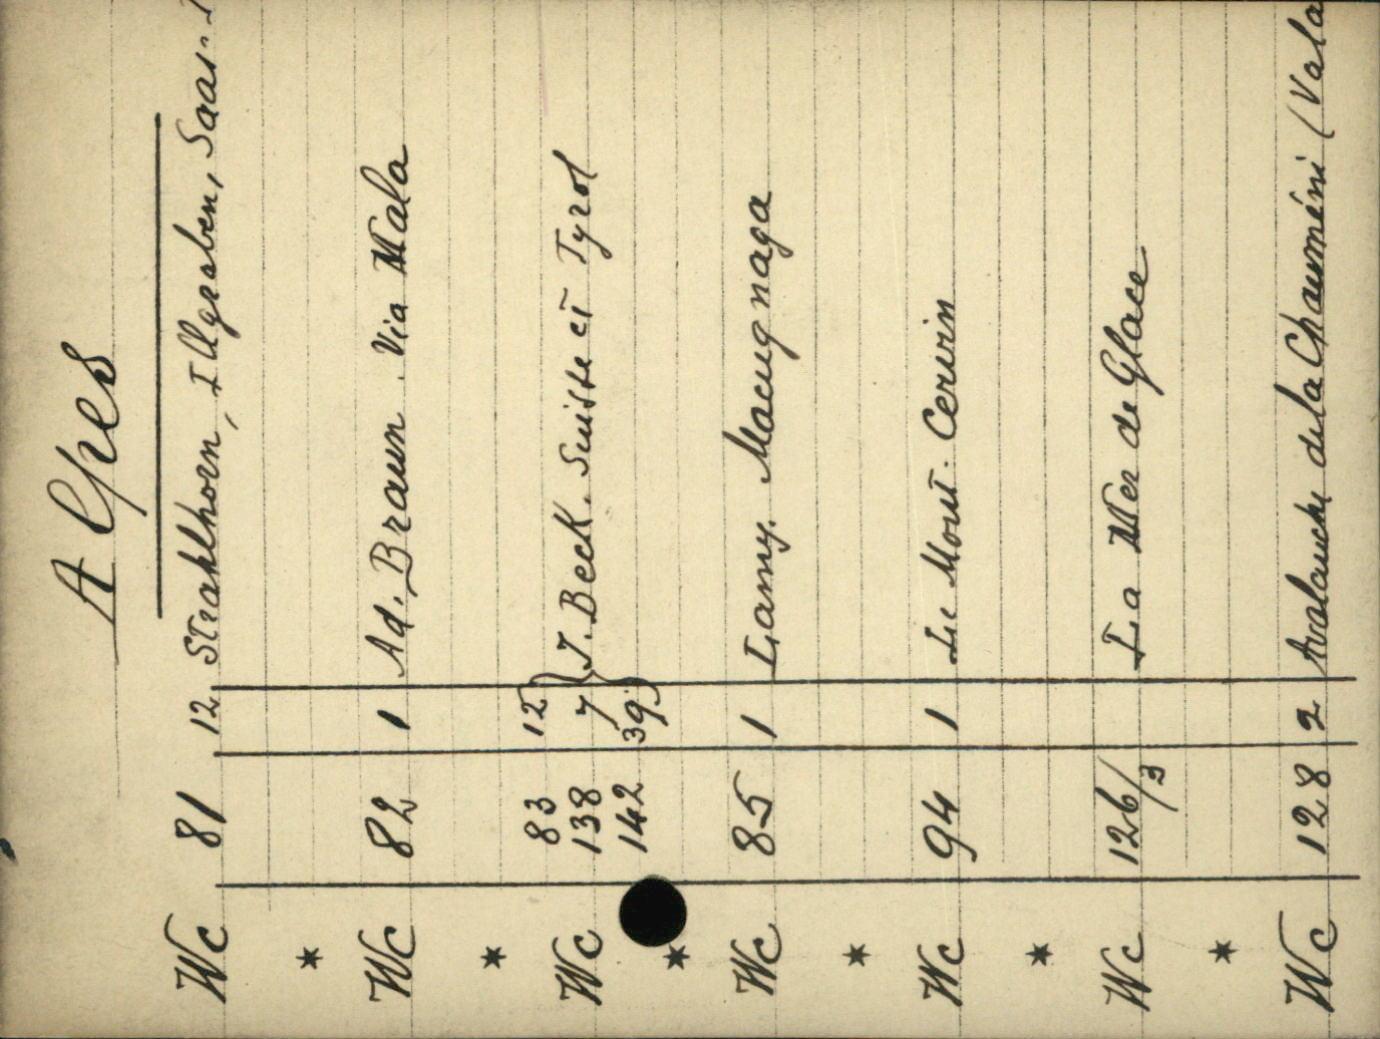 Alpes
Wc 81 12 Strahlhorn, Illgraben, Saas-
*
Wc 82 1 Ad. Braun. Via Mala
*
83 12
Wc 138 7 J. Beck. Suisse et Tyrol
142 39
*
Wc 85 1 Lamy. Macugnaga
*
Wc 94 1 Le Mont-Cervin
*
Wc 126/3 La Mer de Glace
*
Wc 128 2 Avalanche de la Chauméni (Vala